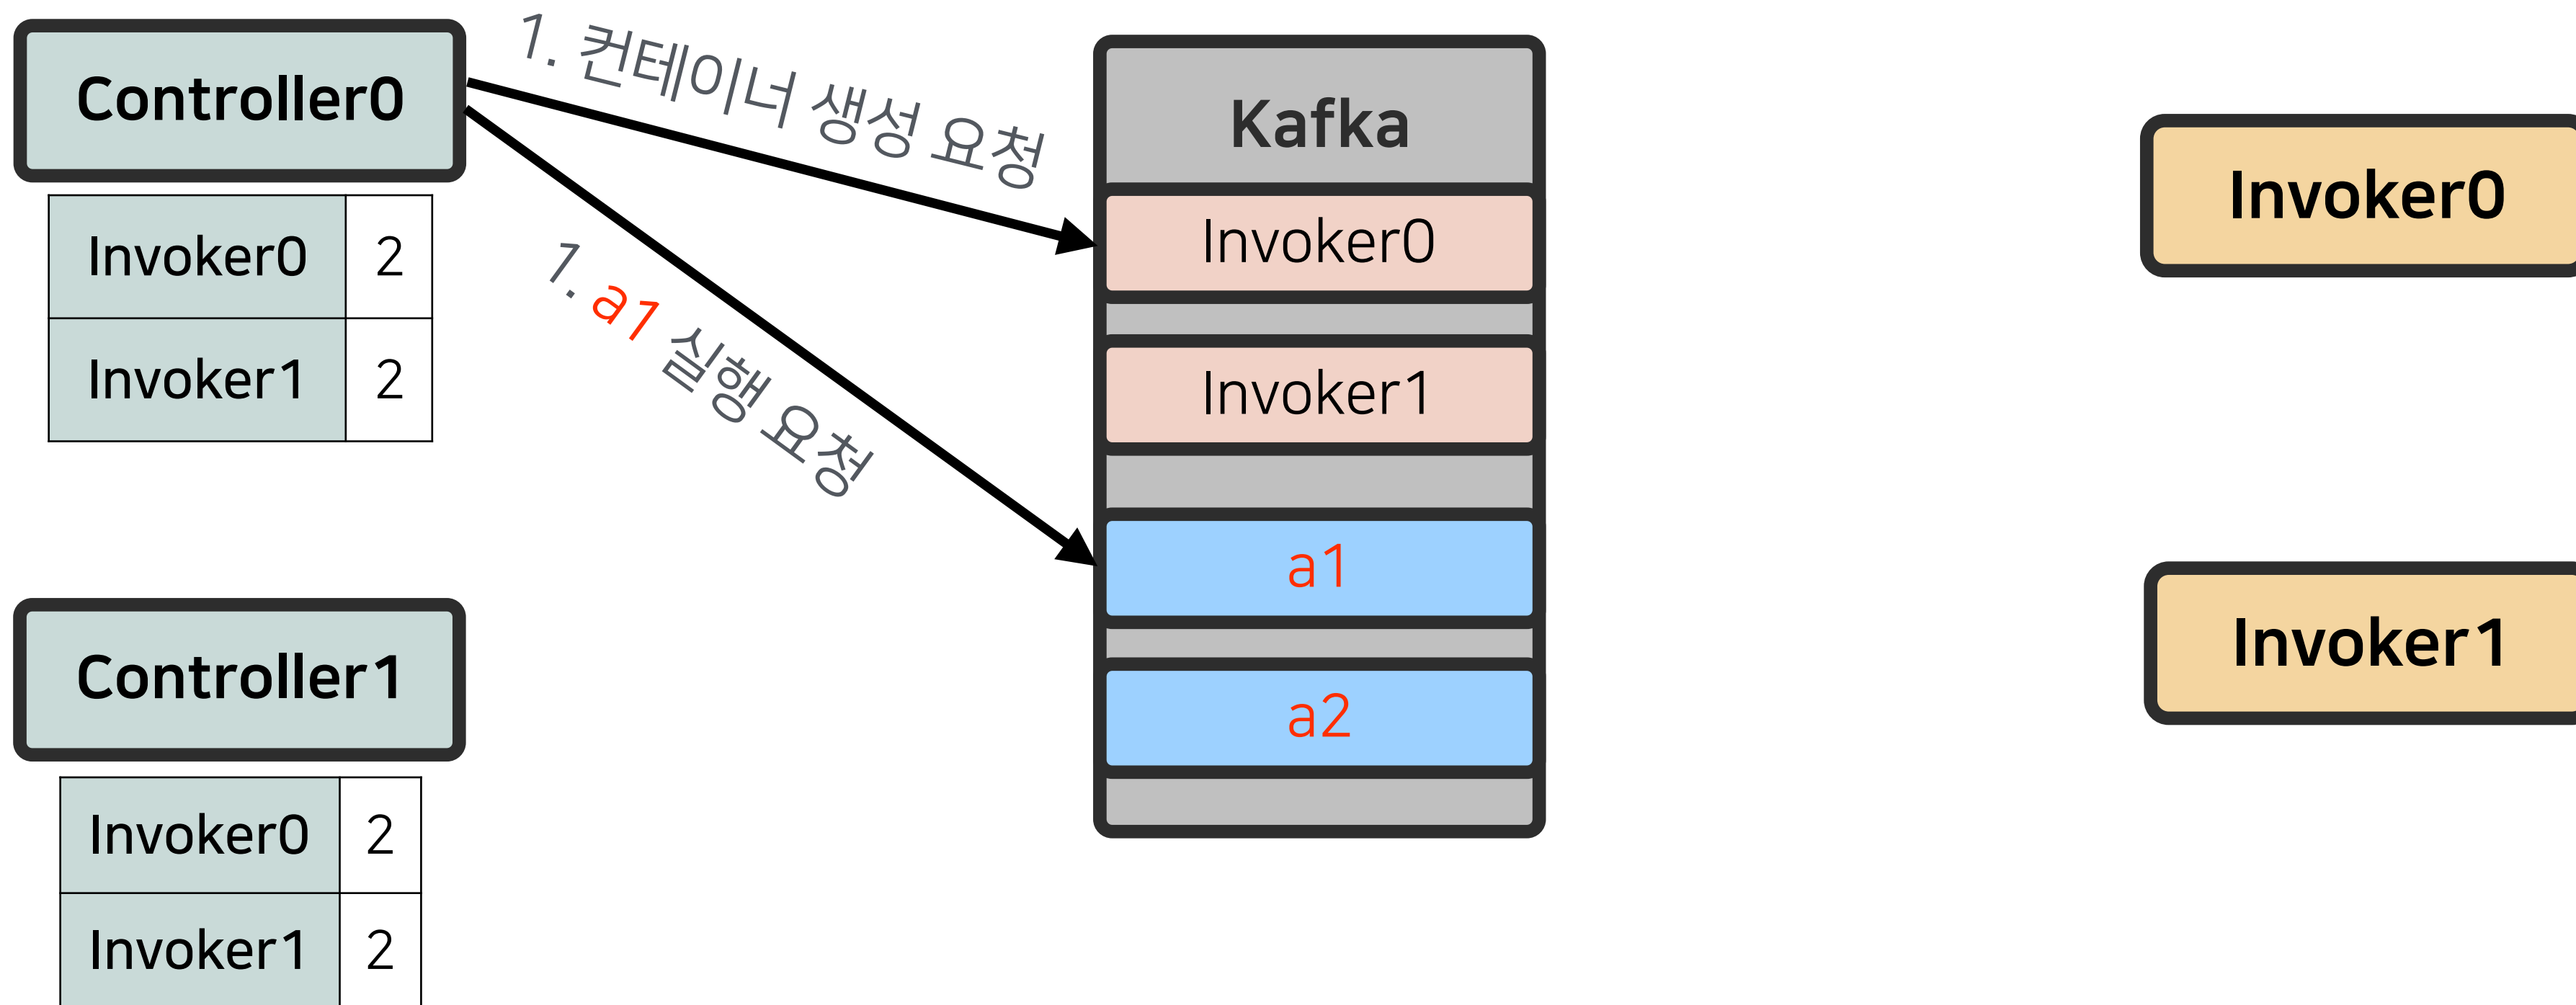 Controller0
Invoker0 2
Invoker1 2
1. 컨테이너 생성 요청
1. a1 실행 요청
Controller1
Invoker0 2
Invoker1 2
Kafka
Invoker0
Invoker1
a1
a2
Invoker0
Invoker1